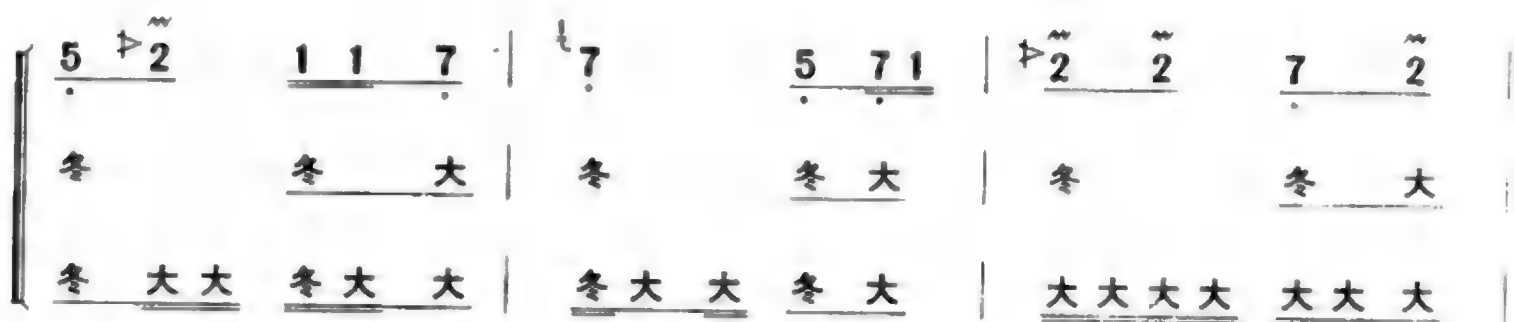 5 2 1 1 7 | 7 5 7 1 | 2 2 7 2 |
冬 冬 大 | 冬 冬 大 | 冬 冬 大 |
冬 大 大 冬 大 大 | 冬 大 大 冬 大 | 大 大 大 大 大 大 大 |